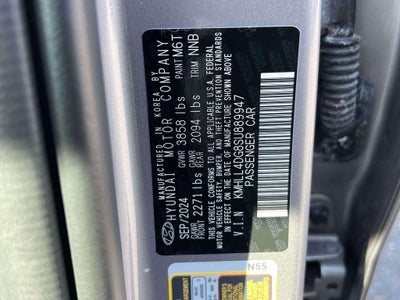 MANUFACTURED IN KOREA BY
HYUNDAI MOTOR COMPANY
SEP/2024 GVWR 3858 lbs PAINT M6T
GAWR FRONT 2271 lbs GAWR REAR 2094 lbs TRIM NNB
THIS VEHICLE CONFORMS TO ALL APPLICABLE U.S.A. FEDERAL
MOTOR VEHICLE SAFETY, BUMPER, AND THEFT PREVENTION
STANDARDS IN EFFECT ON THE DATE OF MANUFACTURE SHOWN ABOVE.
V.I.N KMHLL4DG8SU889947
PASSENGER CAR
N55